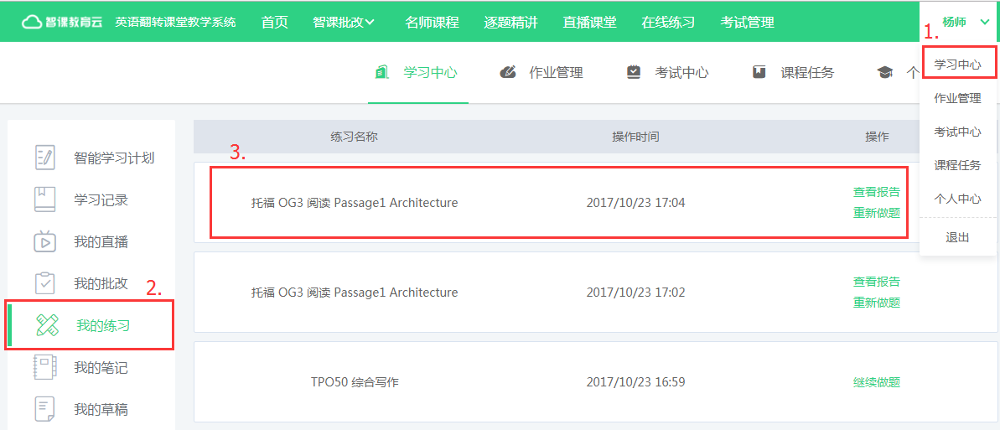 智课教育云 英语翻转课堂教学系统 首页 智课批改 名师课程 逐题精讲 直播课堂 在线练习 考试管理 杨师
1.
学习中心 作业管理 考试中心 课程任务 个
学习中心
作业管理
考试中心
课程任务
个人中心
退出
智能学习计划
学习记录
我的直播
我的批改
2.
我的练习
我的笔记
我的草稿
练习名称 操作时间 操作
3.
托福 OG3 阅读 Passage1 Architecture 2017/10/23 17:04 查看报告
重新做题
托福 OG3 阅读 Passage1 Architecture 2017/10/23 17:02 查看报告
重新做题
TPO50 综合写作 2017/10/23 16:59 继续做题